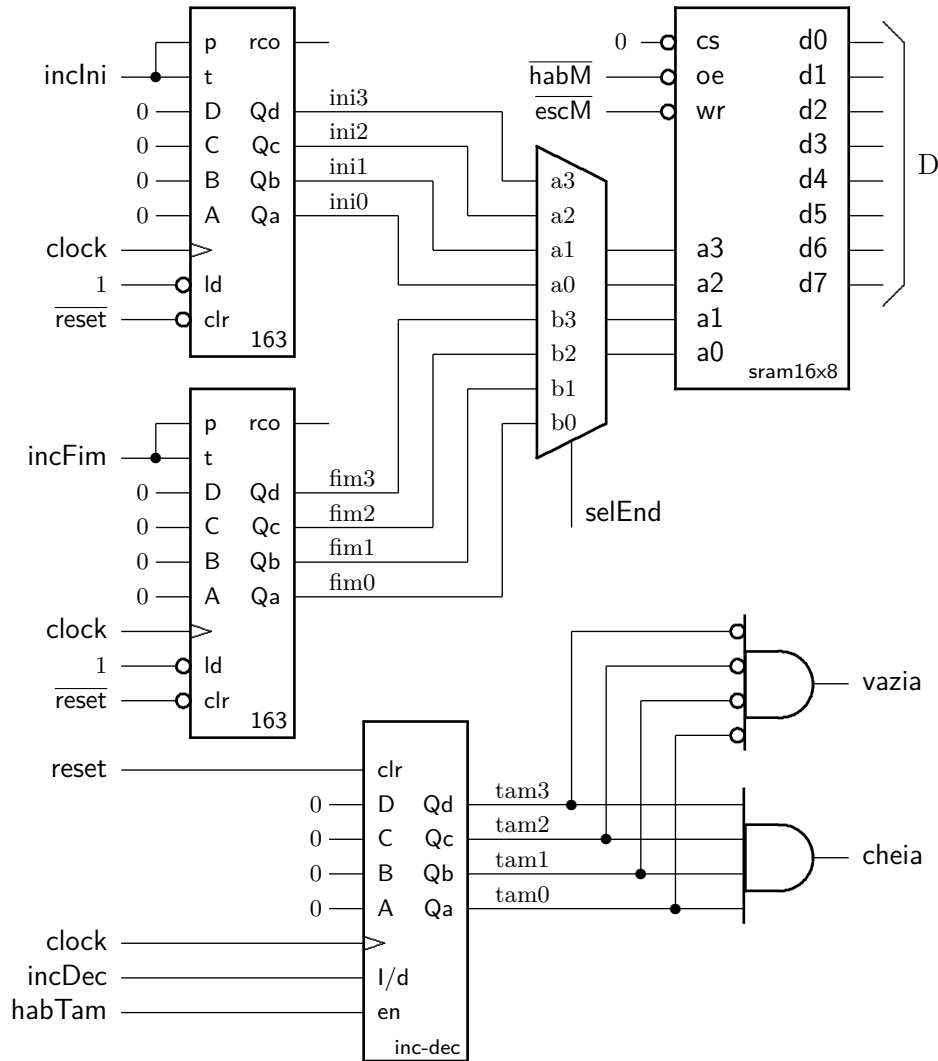 p rco 0 cs d0
incIni t habM oe d1
0 D Qd ini3 escM wr d2
0 C Qc ini2 d3
0 B Qb ini1 a3 d4 D
0 A Qa ini0 a2 d5
clock a1 a3 d6
1 ld a0 a2 d7
reset clr b3 a1
163 b2 a0
sram16x8
b1
p rco b0
incFim t
0 D Qd fim3 selEnd
0 C Qc fim2
0 B Qb fim1
0 A Qa fim0
clock
1 ld
reset clr vazia
163
reset clr
0 D Qd tam3
0 C Qc tam2
cheia
0 B Qb tam1
0 A Qa tam0
clock
incDec I/d
habTam en
inc-dec